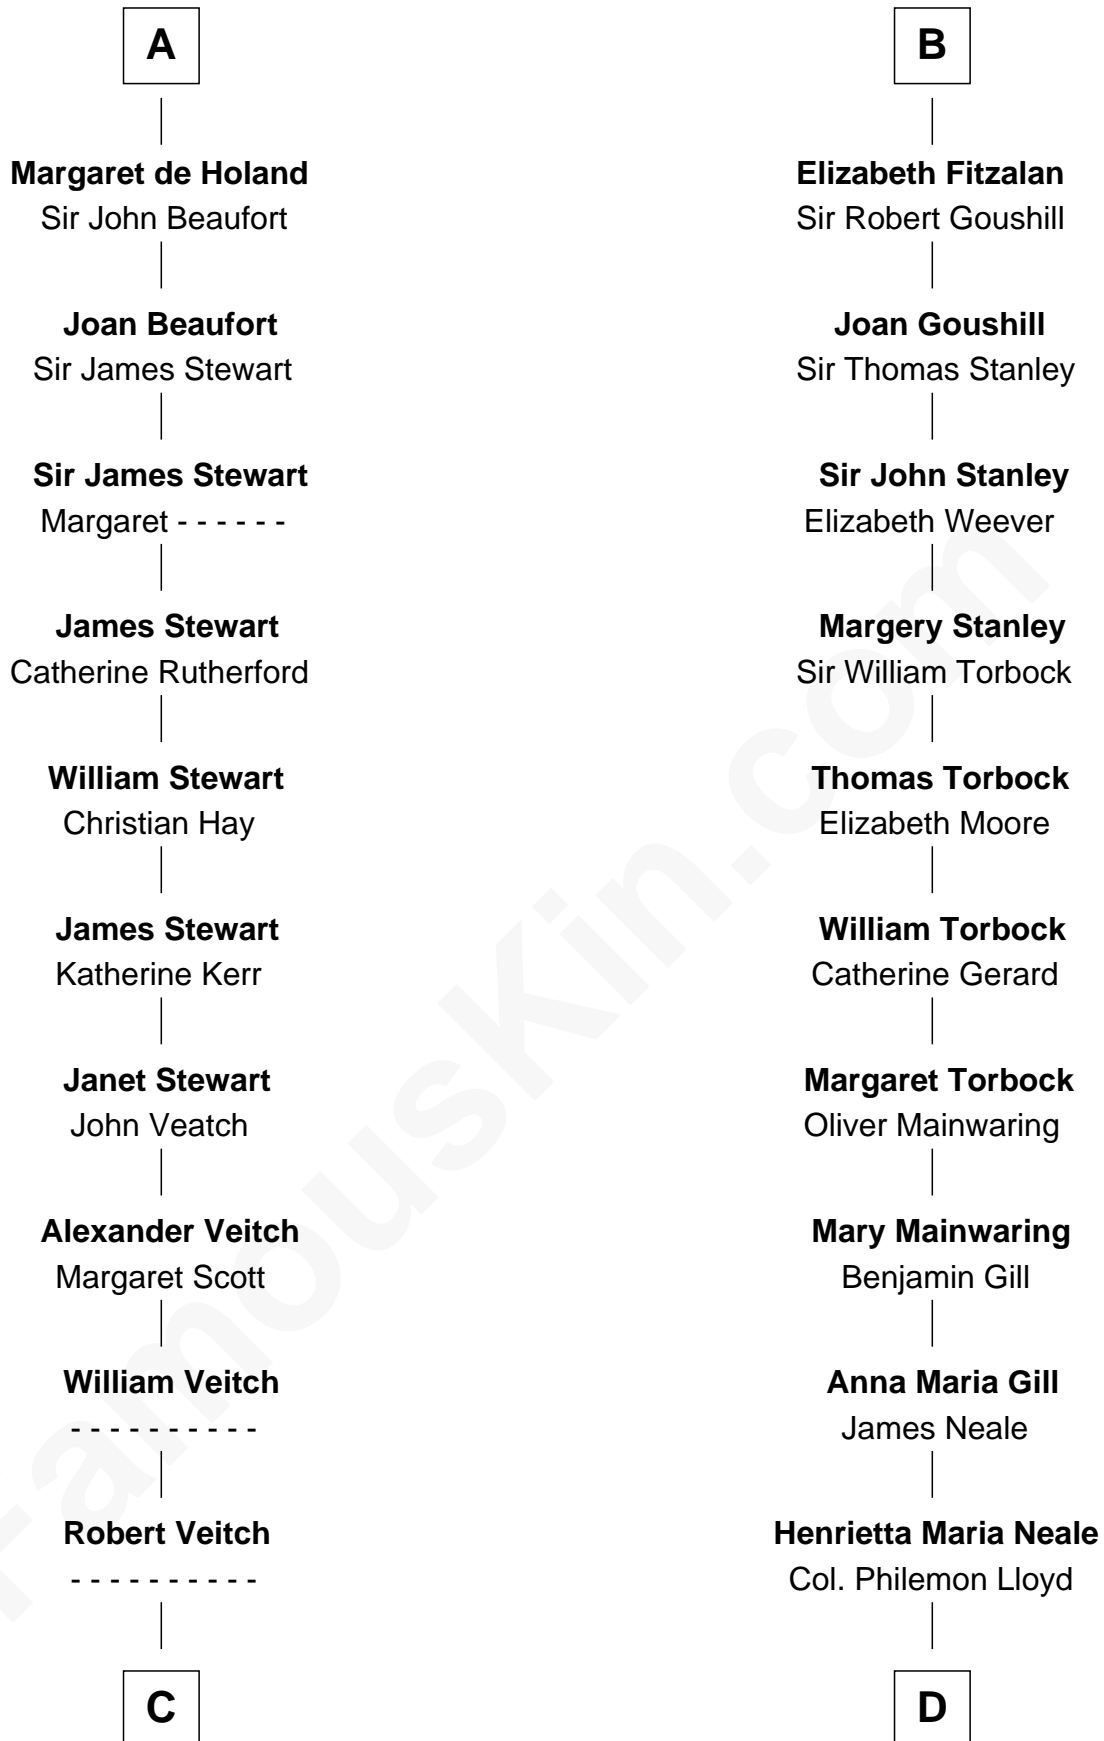 A
Margaret de Holand
Sir John Beaufort
Joan Beaufort
Sir James Stewart
Sir James Stewart
Margaret - - - - - -
James Stewart
Catherine Rutherford
William Stewart
Christian Hay
James Stewart
Katherine Kerr
Janet Stewart
John Veatch
Alexander Veitch
Margaret Scott
William Veitch
- - - - - - - - - -
Robert Veitch
- - - - - - - - - -
C
B
Elizabeth Fitzalan
Sir Robert Goushill
Joan Goushill
Sir Thomas Stanley
Sir John Stanley
Elizabeth Weever
Margery Stanley
Sir William Torbock
Thomas Torbock
Elizabeth Moore
William Torbock
Catherine Gerard
Margaret Torbock
Oliver Mainwaring
Mary Mainwaring
Benjamin Gill
Anna Maria Gill
James Neale
Henrietta Maria Neale
Col. Philemon Lloyd
D
FamousKin.com